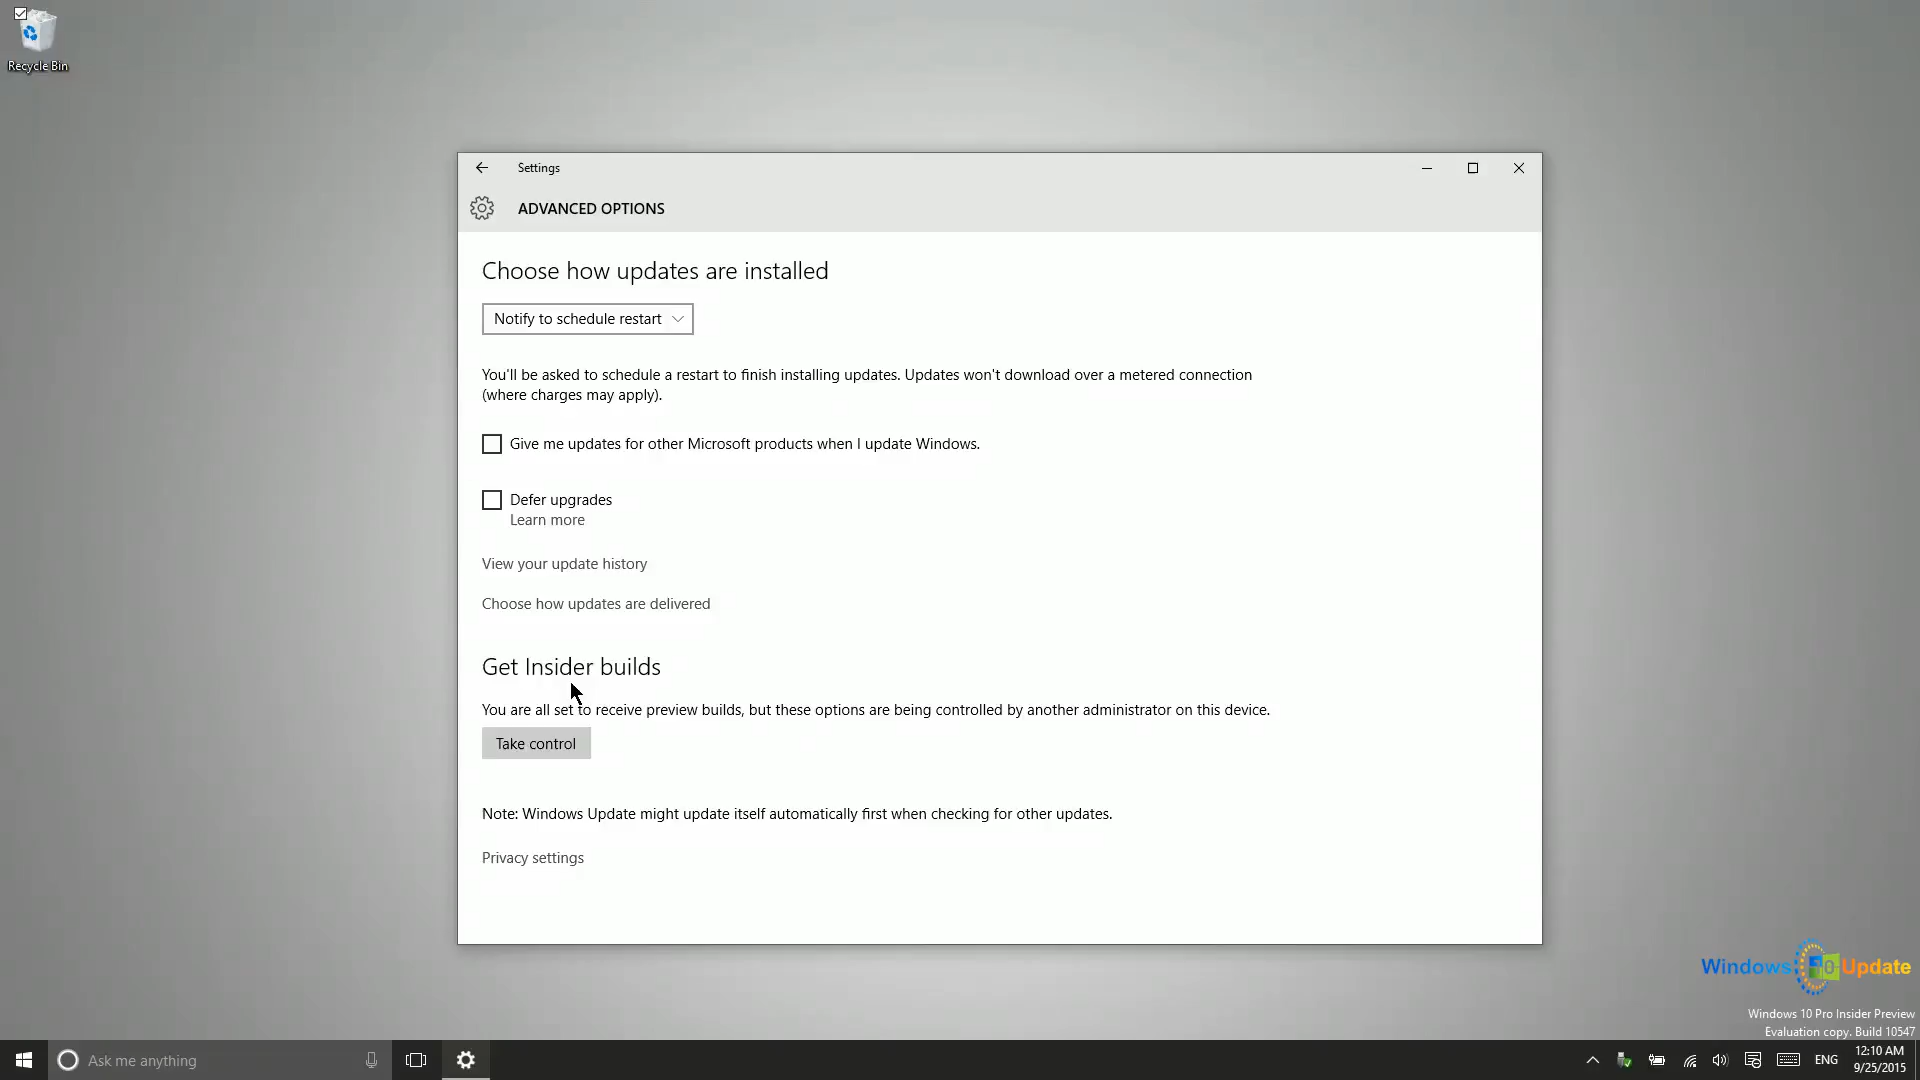 Recycle Bin
Settings
ADVANCED OPTIONS
Choose how updates are installed
Notify to schedule restart
You'll be asked to schedule a restart to finish installing updates. Updates won't download over a metered connection
(where charges may apply).
Give me updates for other Microsoft products when I update Windows.
Defer upgrades
Learn more
View your update history
Choose how updates are delivered
Get Insider builds
You are all set to receive preview builds, but these options are being controlled by another administrator on this device.
Take control
Note: Windows Update might update itself automatically first when checking for other updates.
Privacy settings
Windows 10 Update
Windows 10 Pro Insider Preview
Evaluation copy. Build 10547
Ask me anything
ENG
12:10 AM
9/25/2015